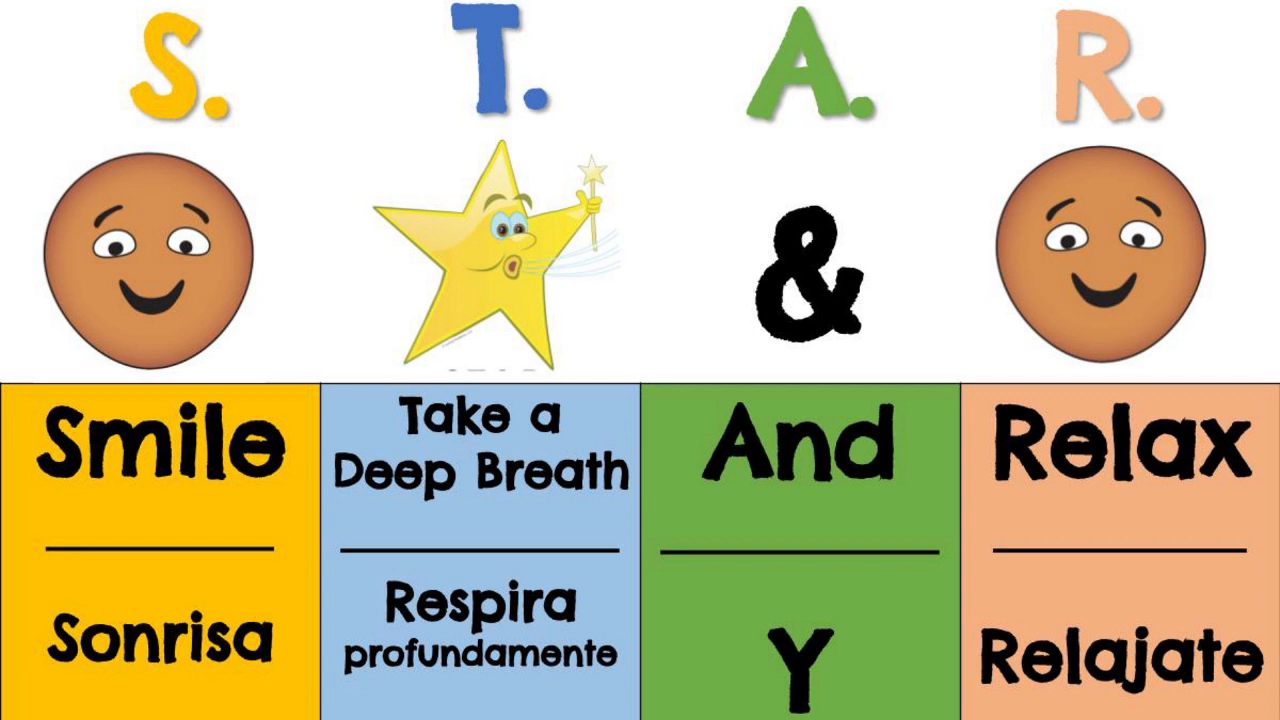 S. T. A. R.
&
Smile
Take a
Deep Breath
And
Relax
Sonrisa
Respira
profundamente
Y
Relajate